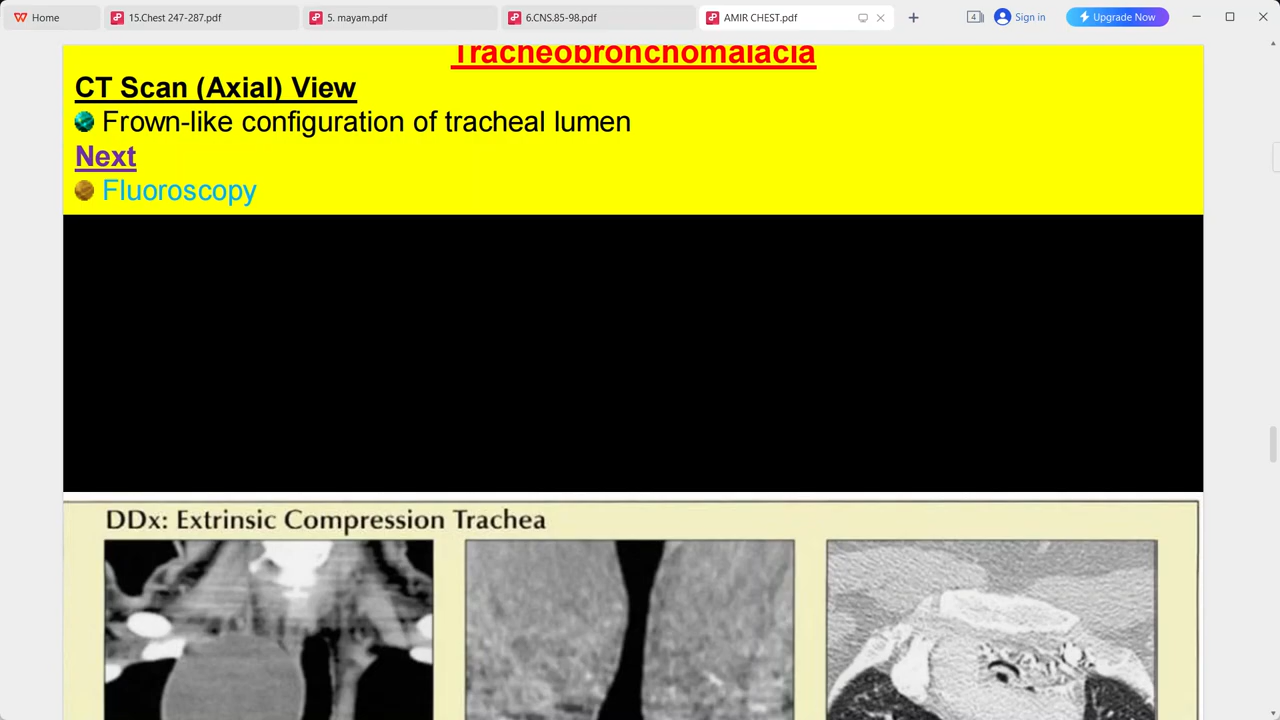 Home
15.Chest 247-287.pdf
5. mayam.pdf
6.CNS.85-98.pdf
AMIR CHEST.pdf
4
Sign in
Upgrade Now
Tracheobronchomalacia
CT Scan (Axial) View
Frown-like configuration of tracheal lumen
Next
Fluoroscopy
DDx: Extrinsic Compression Trachea